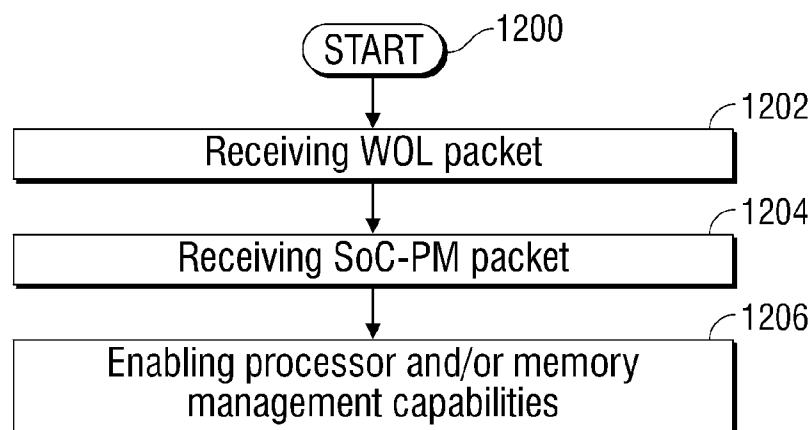 START
1200
1202
Receiving WOL packet
1204
Receiving SoC-PM packet
1206
Enabling processor and/or memory
management capabilities